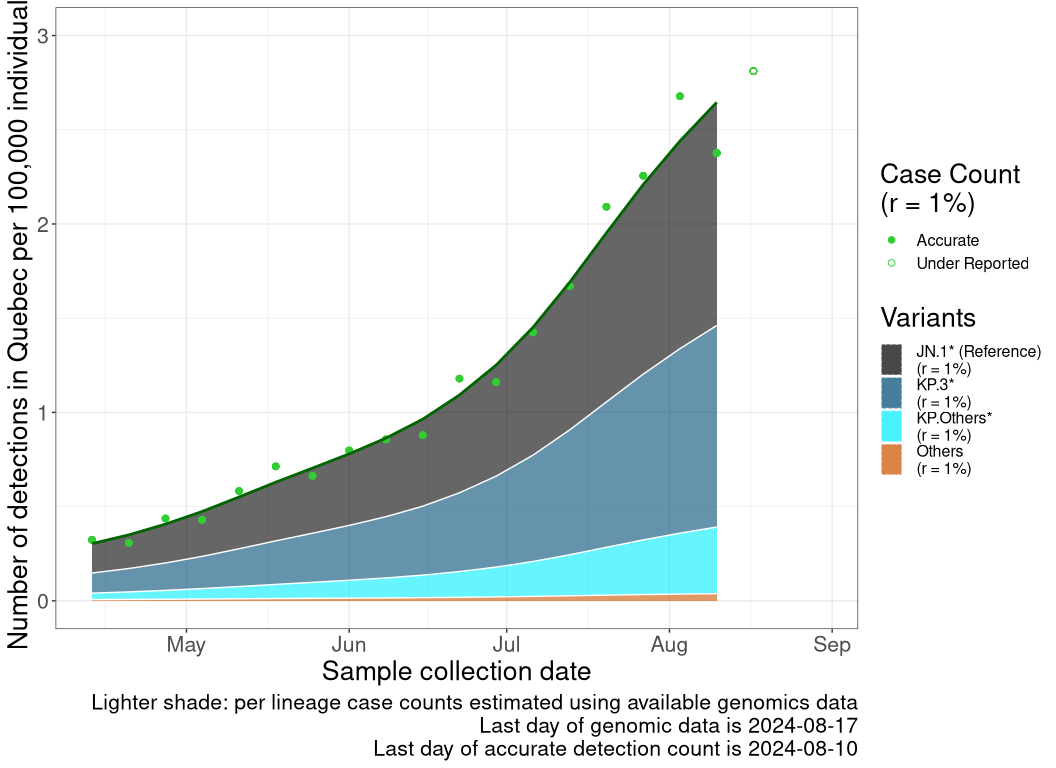 Number of detections in Quebec per 100,000 individual
3
2
1
0
May
Jun
Jul
Aug
Sep
Sample collection date
Lighter shade: per lineage case counts estimated using available genomics data
Last day of genomic data is 2024-08-17
Last day of accurate detection count is 2024-08-10
Case Count
(r = 1%)
Accurate
Under Reported
Variants
JN.1* (Reference)
(r = 1%)
KP.3*
(r = 1%)
KP.Others*
(r = 1%)
Others
(r = 1%)